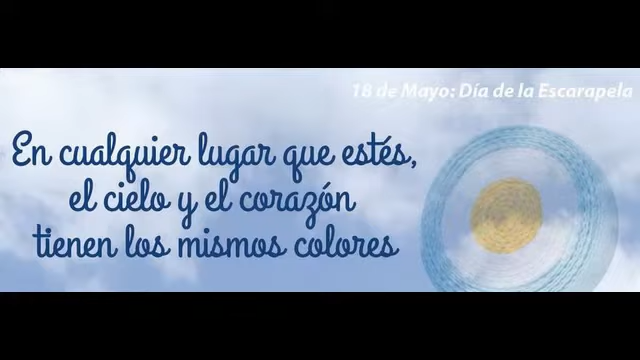 18 de Mayo: Día de la Escarapela
En cualquier lugar que estés,
el cielo y el corazón
tienen los mismos colores